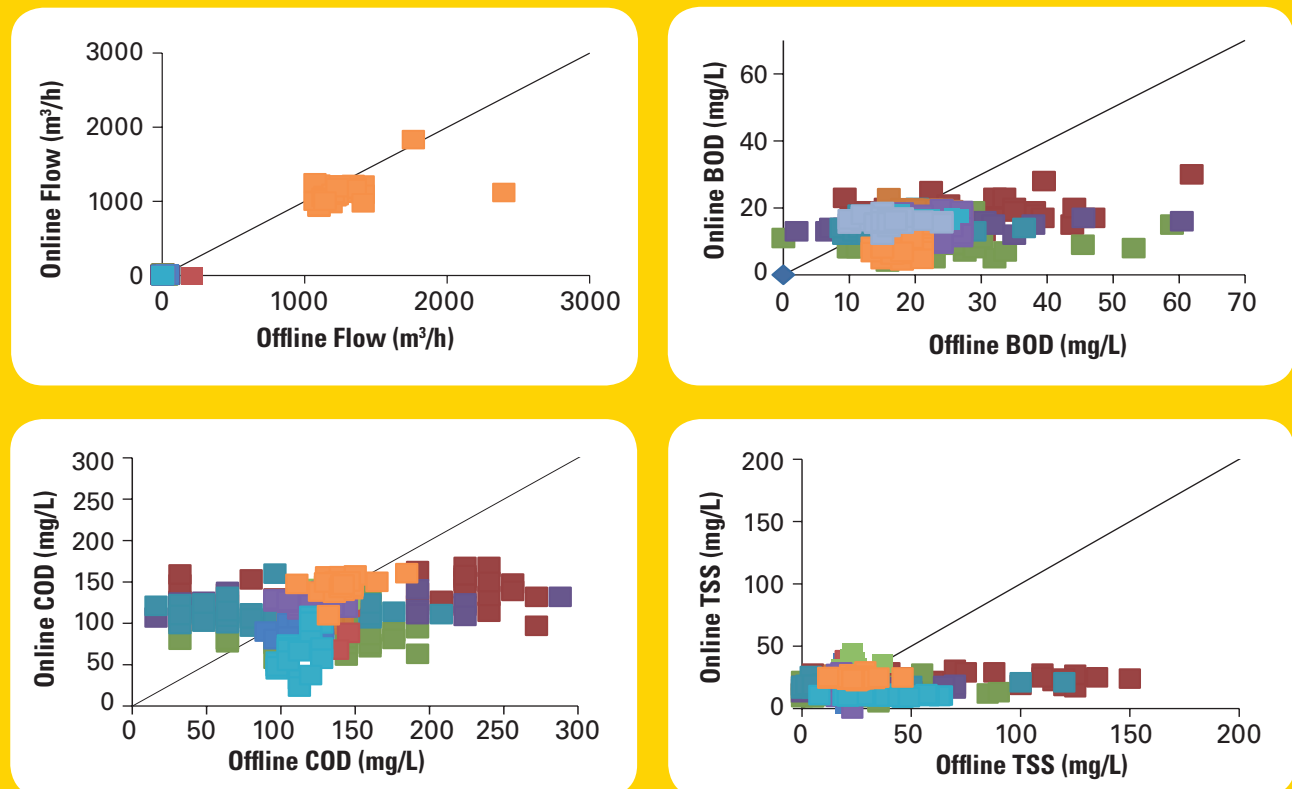 Online Flow (m³/h)
3000
2000
1000
0
0 1000 2000 3000
Offline Flow (m³/h)
Online BOD (mg/L)
60
40
20
0
0 10 20 30 40 50 60 70
Offline BOD (mg/L)
Online COD (mg/L)
300
250
200
150
100
50
0
0 50 100 150 200 250 300
Offline COD (mg/L)
Online TSS (mg/L)
200
150
100
50
0
0 50 100 150 200
Offline TSS (mg/L)